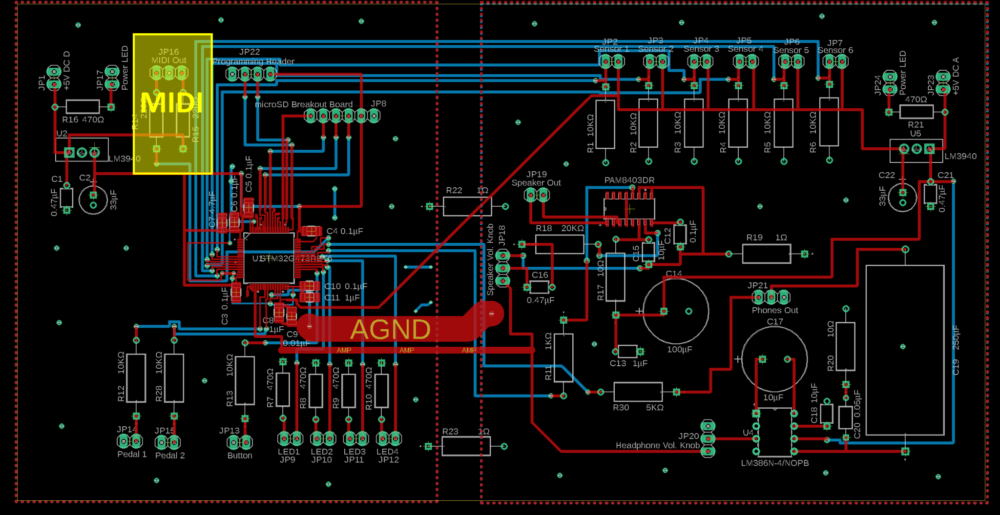 JP16
MIDI Out
MIDI
R14
220Ω
R15
JP22
Programming Header
JP1
+5V DC D
JP17
Power LED
R16 470Ω
U2
LM3940
C1
0.47µF
C2
33µF
microSD Breakout Board
JP8
C5 0.1µF
C6 0.1µF
C7 4.7µF
C4 0.1µF
U1
STM32G473RET6
C10 0.1µF
C11 1µF
C3 0.1µF
C8
1µF
C9
0.01µF
AGND
AMP
AMP
AMP
R12
10KΩ
R28
10KΩ
R13
10KΩ
R7
470Ω
R8
470Ω
R9
470Ω
R10
470Ω
JP14
Pedal 1
JP15
Pedal 2
JP13
Button
LED1
JP9
LED2
JP10
LED3
JP11
LED4
JP12
R22
1Ω
R23
1Ω
JP2
Sensor 1
JP3
Sensor 2
JP4
Sensor 3
JP5
Sensor 4
JP6
Sensor 5
JP7
Sensor 6
R1
10KΩ
R2
10KΩ
R3
10KΩ
R4
10KΩ
R5
10KΩ
R6
10KΩ
JP24
Power LED
JP23
+5V DC A
470Ω
R21
U5
LM3940
C22
33µF
C21
0.47µF
JP19
Speaker Out
PAM8403DR
JP18
Speaker Vol. Knob
R18
20KΩ
C16
0.47µF
C12
0.1µF
C15
10µF
R17
10Ω
R19
1Ω
C14
100µF
C13
1µF
R11
1KΩ
R30
5KΩ
JP21
Phones Out
C17
10µF
R20
10Ω
C18 10µF
C20 0.05µF
C19
250µF
U4
LM386N-4/NOPB
JP20
Headphone Vol. Knob